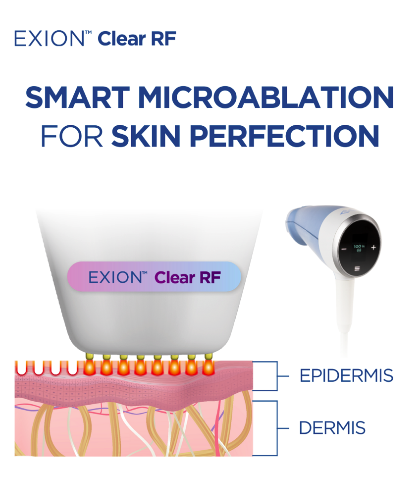 EXION™ Clear RF
SMART MICROABLATION
FOR SKIN PERFECTION
EXION™ Clear RF
EPIDERMIS
DERMIS